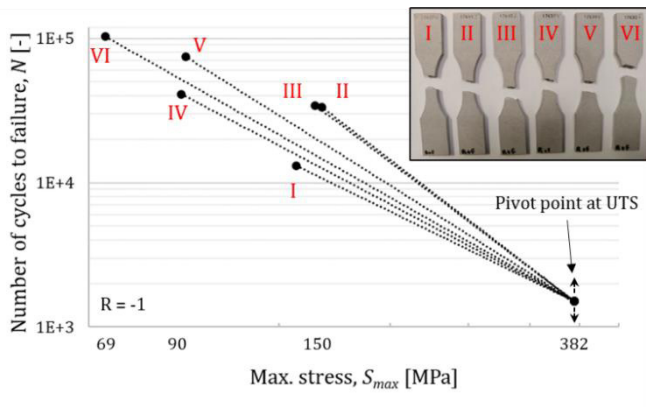 Number of cycles to failure, N [-]
1E+5
1E+4
1E+3
VI
V
IV
III
II
I
I
II
III
IV
V
VI
Pivot point at UTS
R = -1
69
90
150
382
Max. stress, Smax [MPa]